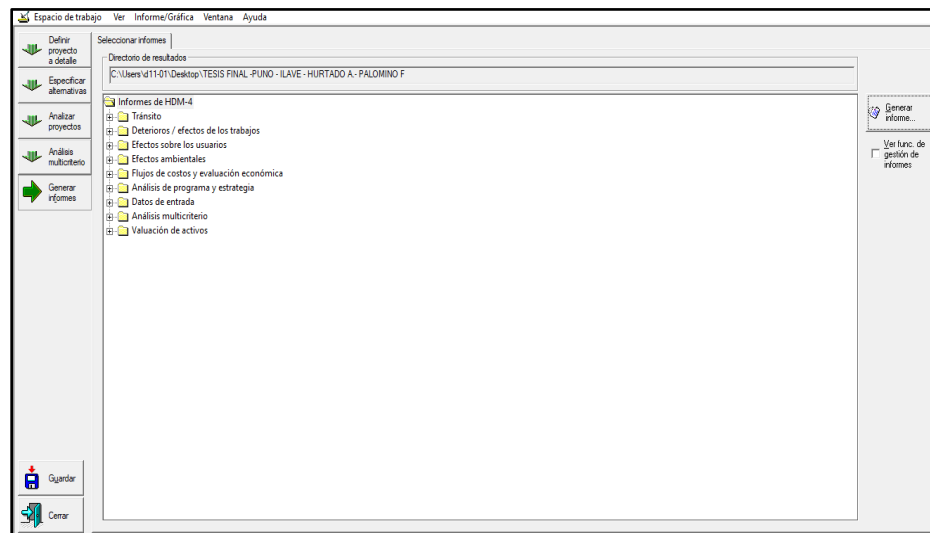 Espacio de trabajo Ver Informe/Gráfica Ventana Ayuda
Definir
proyecto
a detalle
Especificar
alternativas
Analizar
proyectos
Análisis
multicriterio
Generar
informes
Guardar
Cerrar
Seleccionar informes
Directorio de resultados
C:\Users\d11-01\Desktop\TESIS FINAL -PUNO - ILAVE - HURTADO A.- PALOMINO F
Informes de HDM-4
Tránsito
Deterioros / efectos de los trabajos
Efectos sobre los usuarios
Efectos ambientales
Flujos de costos y evaluación económica
Análisis de programa y estrategia
Datos de entrada
Análisis multicriterio
Valuación de activos
Generar
informe...
Ver func. de
gestión de
informes